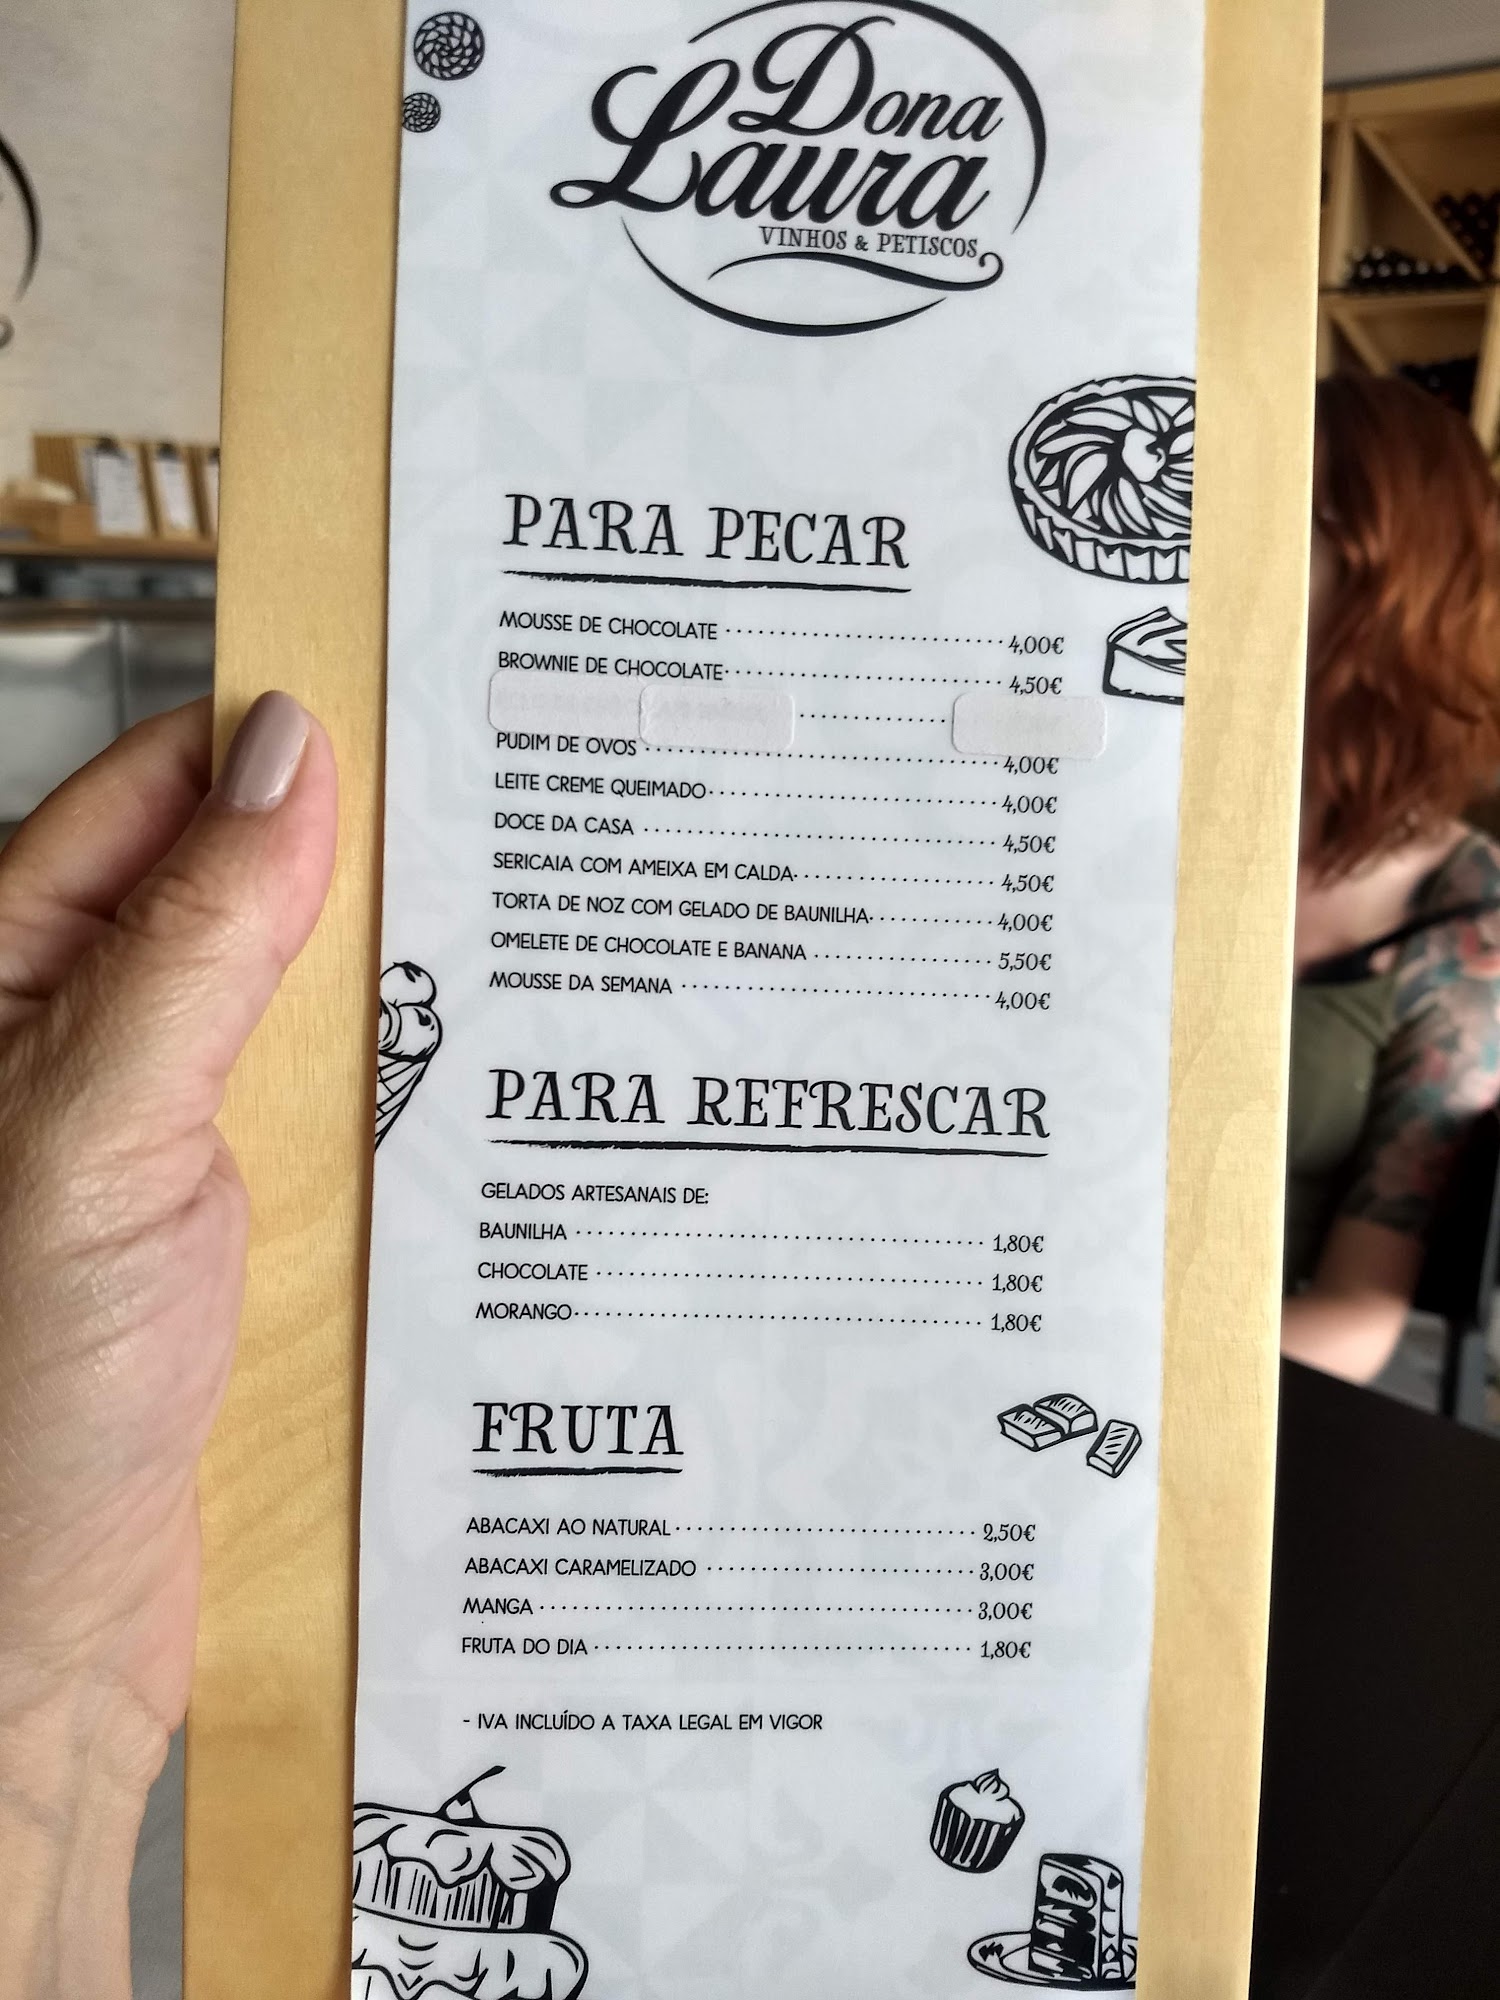 Dona
Laura
VINHOS & PETISCOS
PARA PECAR
MOUSSE DE CHOCOLATE 4,00€
BROWNIE DE CHOCOLATE 4,50€
PUDIM DE OVOS 4,00€
LEITE CREME QUEIMADO 4,00€
DOCE DA CASA 4,50€
SERICAIA COM AMEIXA EM CALDA 4,50€
TORTA DE NOZ COM GELADO DE BAUNILHA 4,00€
OMELETE DE CHOCOLATE E BANANA 5,50€
MOUSSE DA SEMANA 4,00€
PARA REFRESCAR
GELADOS ARTESANAIS DE:
BAUNILHA 1,80€
CHOCOLATE 1,80€
MORANGO 1,80€
FRUTA
ABACAXI AO NATURAL 2,50€
ABACAXI CARAMELIZADO 3,00€
MANGA 3,00€
FRUTA DO DIA 1,80€
- IVA INCLUÍDO A TAXA LEGAL EM VIGOR